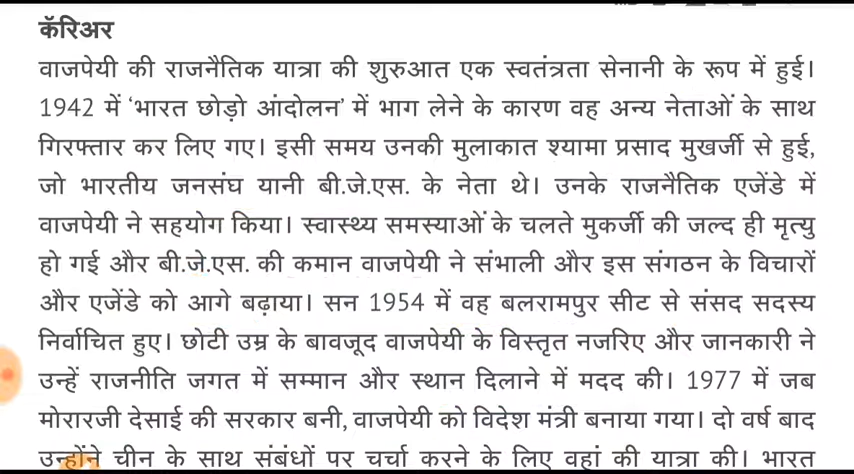 कॅरिअर
वाजपेयी की राजनैतिक यात्रा की शुरुआत एक स्वतंत्रता सेनानी के रूप में हुई।
1942 में ‘भारत छोड़ो आंदोलन’ में भाग लेने के कारण वह अन्य नेताओं के साथ
गिरफ्तार कर लिए गए। इसी समय उनकी मुलाकात श्यामा प्रसाद मुखर्जी से हुई,
जो भारतीय जनसंघ यानी बी.जे.एस. के नेता थे। उनके राजनैतिक एजेंडे में
वाजपेयी ने सहयोग किया। स्वास्थ्य समस्याओं के चलते मुकर्जी की जल्द ही मृत्यु
हो गई और बी.जे.एस. की कमान वाजपेयी ने संभाली और इस संगठन के विचारों
और एजेंडे को आगे बढ़ाया। सन 1954 में वह बलरामपुर सीट से संसद सदस्य
निर्वाचित हुए। छोटी उम्र के बावजूद वाजपेयी के विस्तृत नजरिए और जानकारी ने
उन्हें राजनीति जगत में सम्मान और स्थान दिलाने में मदद की। 1977 में जब
मोरारजी देसाई की सरकार बनी, वाजपेयी को विदेश मंत्री बनाया गया। दो वर्ष बाद
उन्होंने चीन के साथ संबंधों पर चर्चा करने के लिए वहां की यात्रा की। भारत